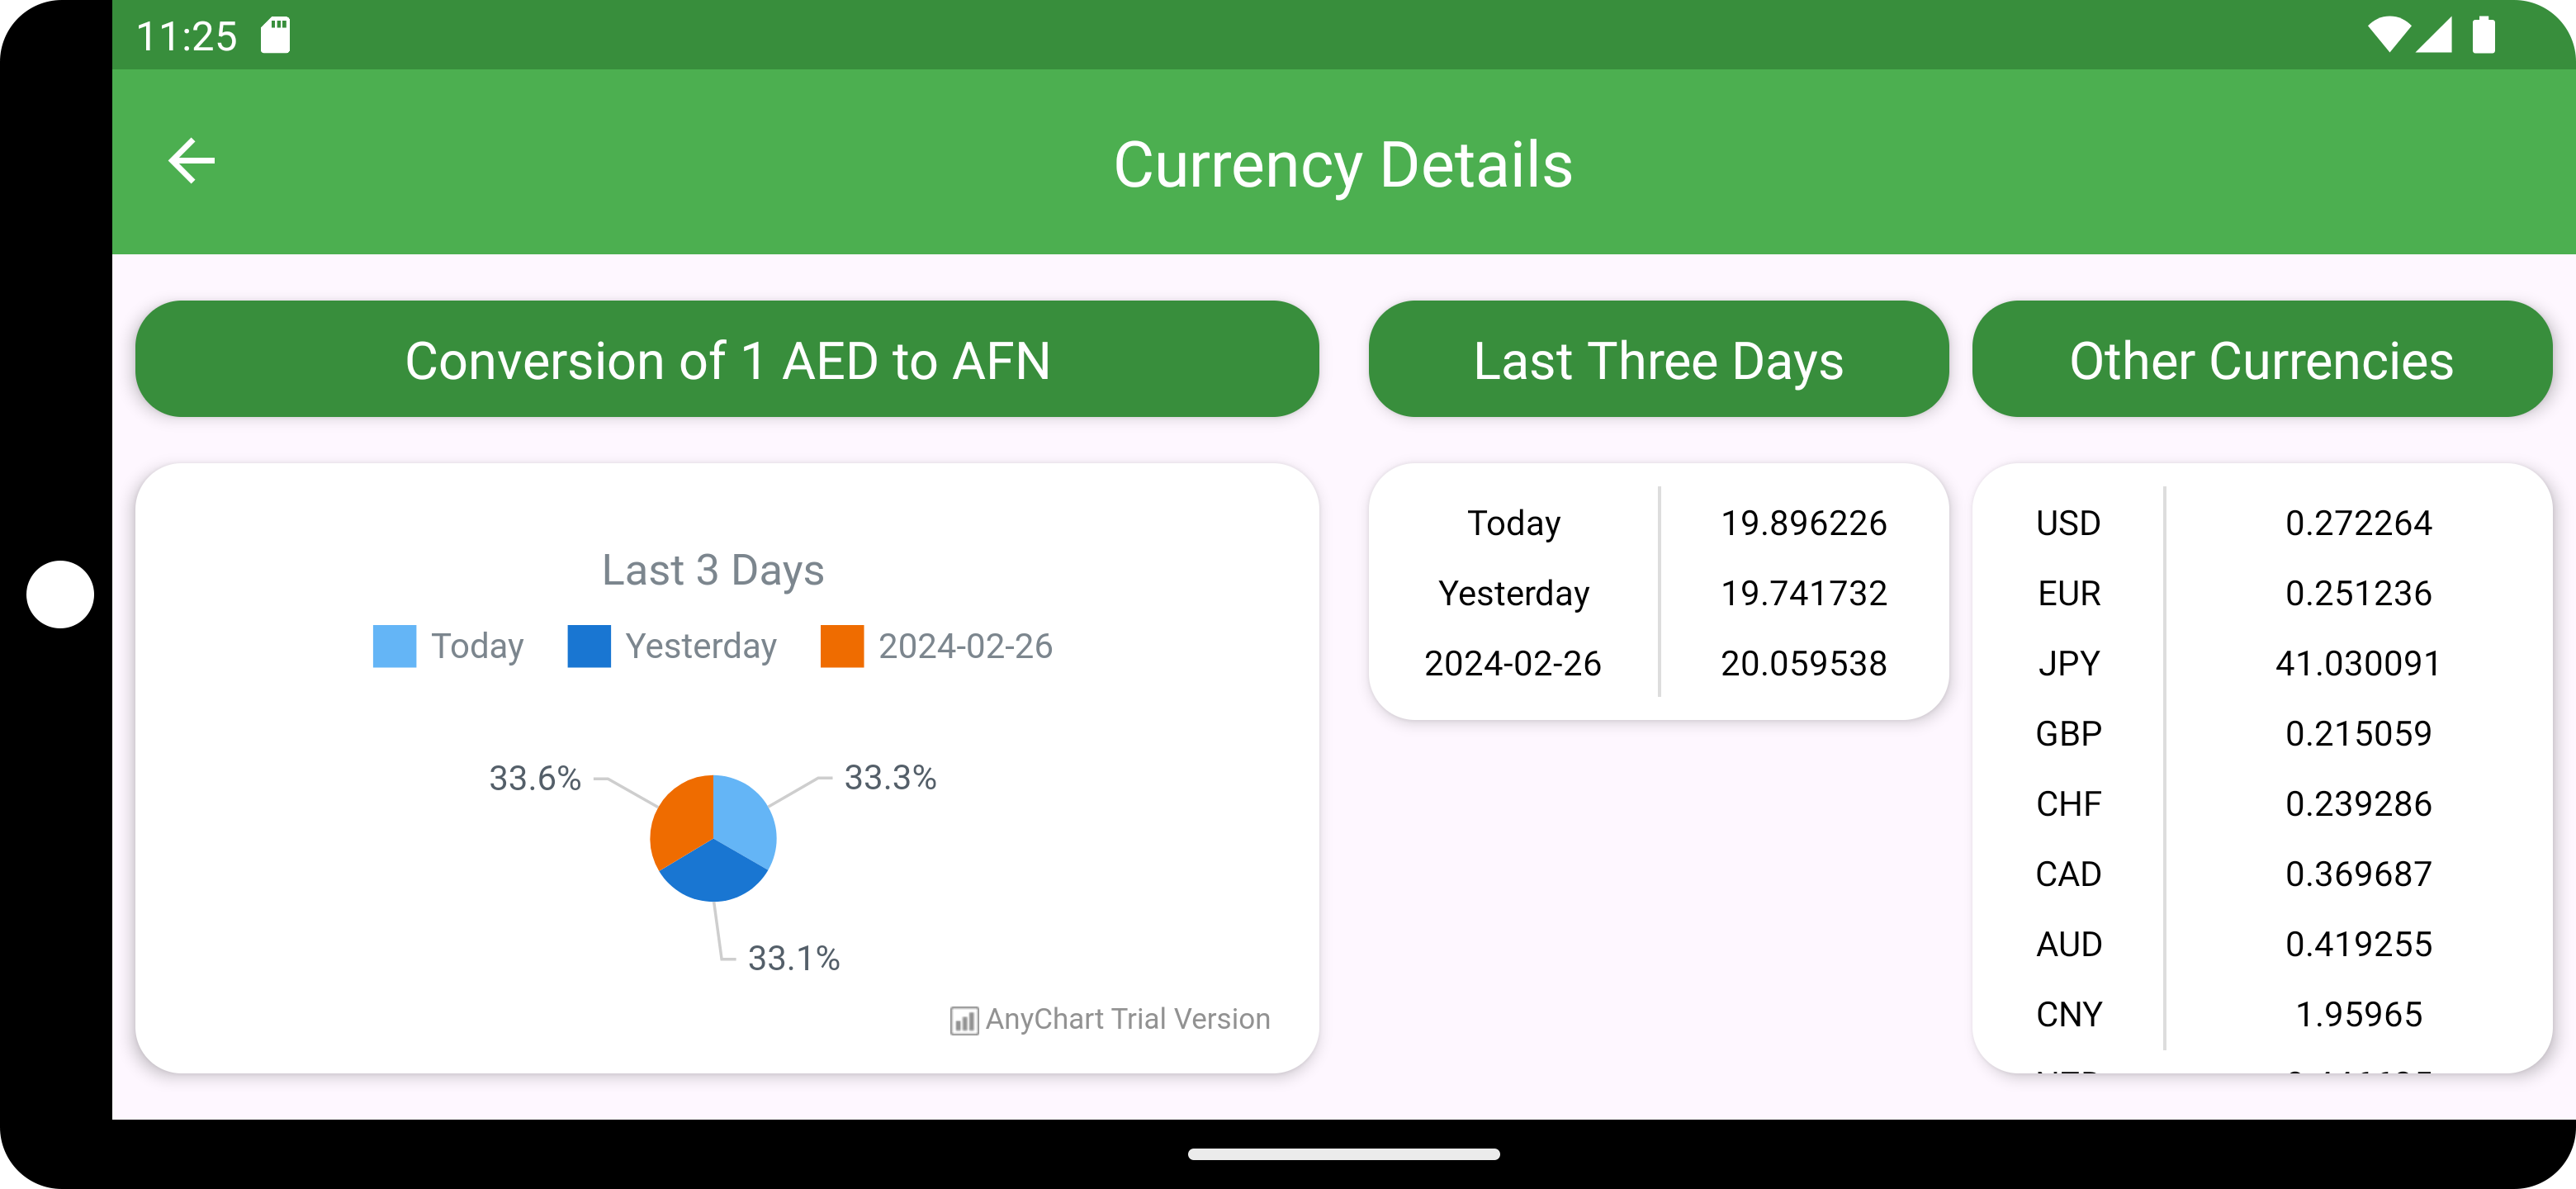 11:25
Currency Details
Conversion of 1 AED to AFN
Last 3 Days
Today Yesterday 2024-02-26
33.6% 33.3%
33.1%
AnyChart Trial Version
Last Three Days
Today 19.896226
Yesterday 19.741732
2024-02-26 20.059538
Other Currencies
USD 0.272264
EUR 0.251236
JPY 41.030091
GBP 0.215059
CHF 0.239286
CAD 0.369687
AUD 0.419255
CNY 1.95965